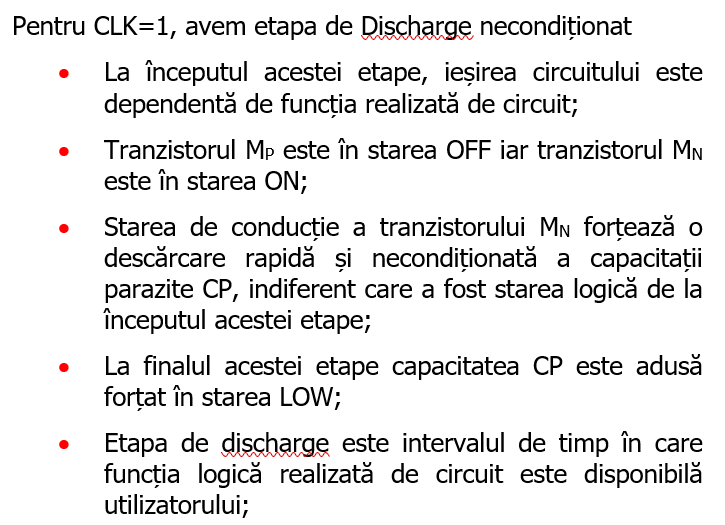 Pentru CLK=1, avem etapa de Discharge necondiționat
• La începutul acestei etape, ieșirea circuitului este
dependentă de funcția realizată de circuit;
• Tranzistorul MP este în starea OFF iar tranzistorul MN
este în starea ON;
• Starea de conducție a tranzistorului MN forțează o
descărcare rapidă și necondiționată a capacitații
parazite CP, indiferent care a fost starea logică de la
începutul acestei etape;
• La finalul acestei etape capacitatea CP este adusă
forțat în starea LOW;
• Etapa de discharge este intervalul de timp în care
funcția logică realizată de circuit este disponibilă
utilizatorului;